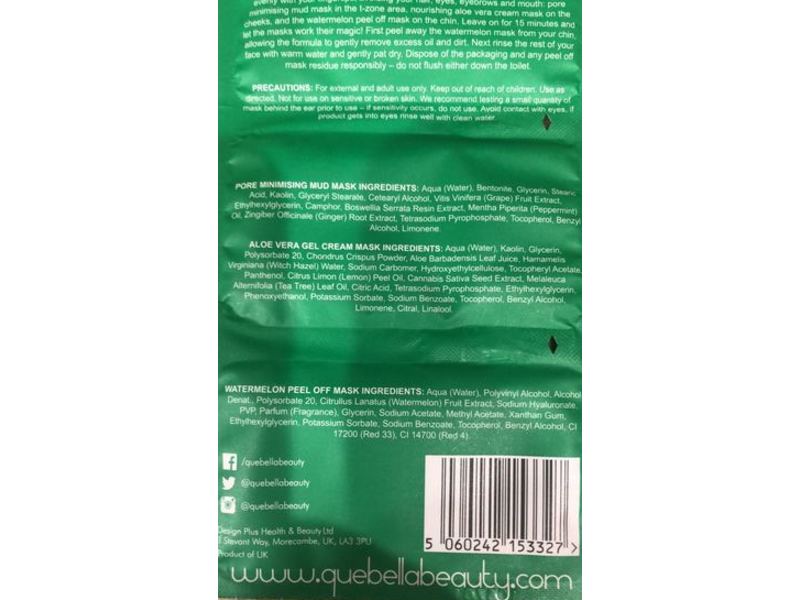 evenly with your fingertips, avoiding your hair, eyes, eyebrows and mouth: pore
minimising mud mask in the t-zone area, nourishing aloe vera cream mask on the
cheeks, and the watermelon peel off mask on the chin. Leave on for 15 minutes and
let the masks work their magic! First peel away the watermelon mask from your chin,
allowing the formula to gently remove excess oil and dirt. Next rinse the rest of your
face with warm water and gently pat dry. Dispose of the packaging and any peel off
mask residue responsibly – do not flush either down the toilet.
PRECAUTIONS: For external and adult use only. Keep out of reach of children. Use as
directed. Not for use on sensitive or broken skin. We recommend testing a small quantity of
mask behind the ear prior to use – if sensitivity occurs, do not use. Avoid contact with eyes, if
product gets into eyes rinse well with clean water.
PORE MINIMISING MUD MASK INGREDIENTS: Aqua (Water), Bentonite, Glycerin, Stearic
Acid, Kaolin, Glyceryl Stearate, Cetearyl Alcohol, Vitis Vinifera (Grape) Fruit Extract,
Ethylhexylglycerin, Camphor, Boswellia Serrata Resin Extract, Mentha Piperita (Peppermint)
Oil, Zingiber Officinale (Ginger) Root Extract, Tetrasodium Pyrophosphate, Tocopherol, Benzyl
Alcohol, Limonene.
ALOE VERA GEL CREAM MASK INGREDIENTS: Aqua (Water), Kaolin, Glycerin,
Polysorbate 20, Chondrus Crispus Powder, Aloe Barbadensis Leaf Juice, Hamamelis
Virginiana (Witch Hazel) Water, Sodium Carbomer, Hydroxyethylcellulose, Tocopheryl Acetate,
Panthenol, Citrus Limon (Lemon) Peel Oil, Cannabis Sativa Seed Extract, Melaleuca
Alternifolia (Tea Tree) Leaf Oil, Citric Acid, Tetrasodium Pyrophosphate, Ethylhexylglycerin,
Phenoxyethanol, Potassium Sorbate, Sodium Benzoate, Tocopherol, Benzyl Alcohol,
Limonene, Citral, Linalool.
WATERMELON PEEL OFF MASK INGREDIENTS: Aqua (Water), Polyvinyl Alcohol, Alcohol
Denat., Polysorbate 20, Citrullus Lanatus (Watermelon) Fruit Extract, Sodium Hyaluronate,
PVP, Parfum (Fragrance), Glycerin, Sodium Acetate, Methyl Acetate, Xanthan Gum,
Ethylhexylglycerin, Potassium Sorbate, Sodium Benzoate, Tocopherol, Benzyl Alcohol, CI
17200 (Red 33), CI 14700 (Red 4).
/quebellabeauty
@quebellabeauty
@quebellabeauty
Design Plus Health & Beauty Ltd
1 Stevant Way, Morecambe, UK, LA3 3PU
Product of UK
5 060242 153327 >
www.quebellabeauty.com